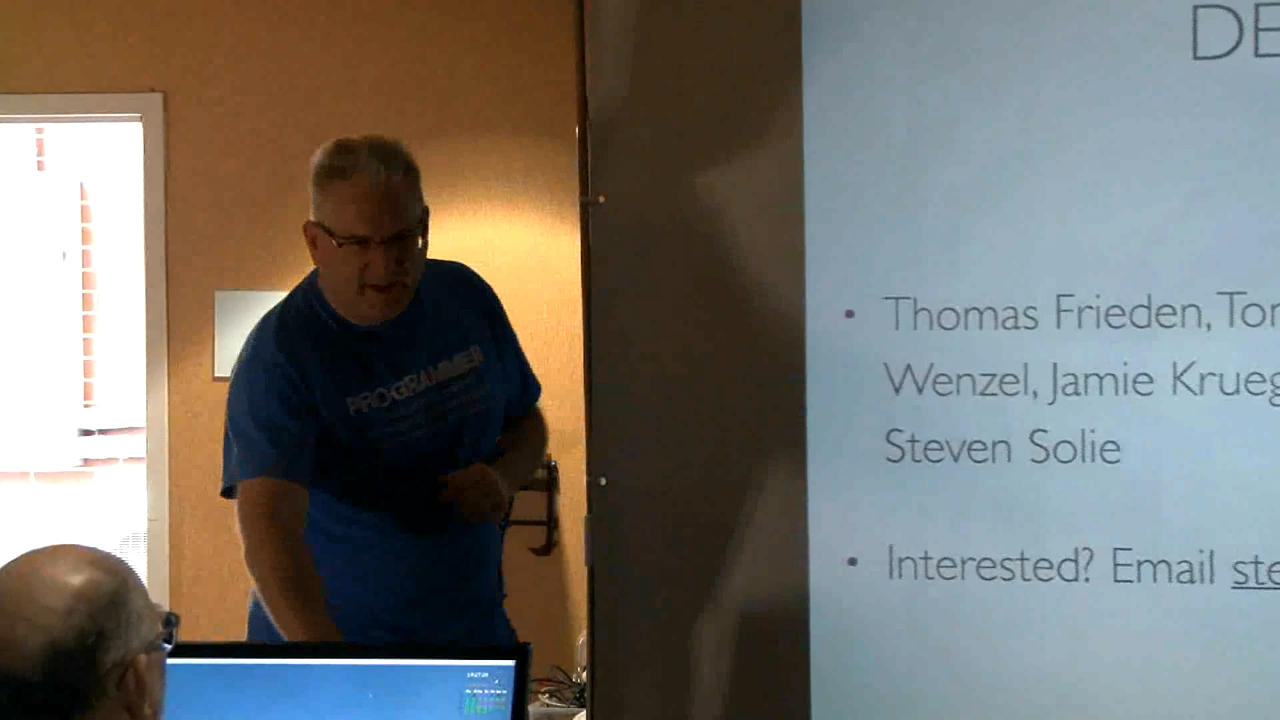 DE
Thomas Frieden, Tor
Wenzel, Jamie Krueg
Steven Solie
Interested? Email ste
PROGRAMMER